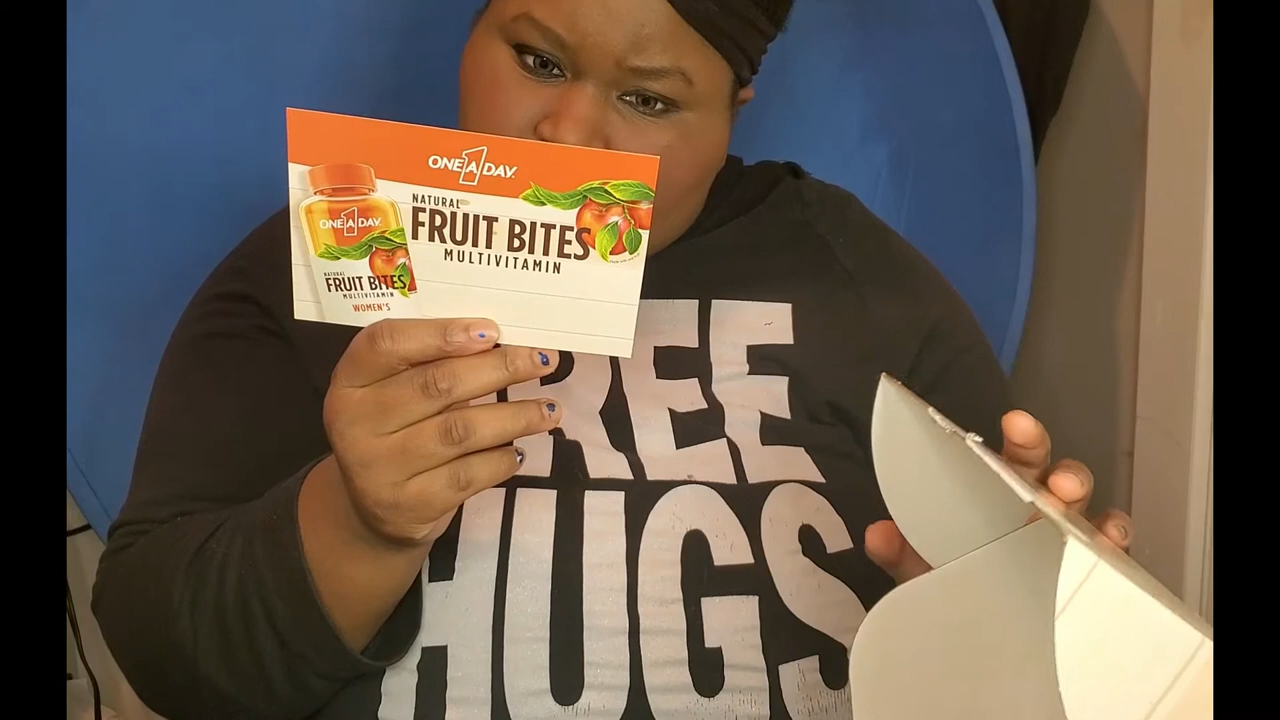 ONE A DAY
NATURAL
FRUIT BITES
MULTIVITAMIN
ONE A DAY
NATURAL
FRUIT BITES
MULTIVITAMIN
WOMEN'S
REE
HUGS